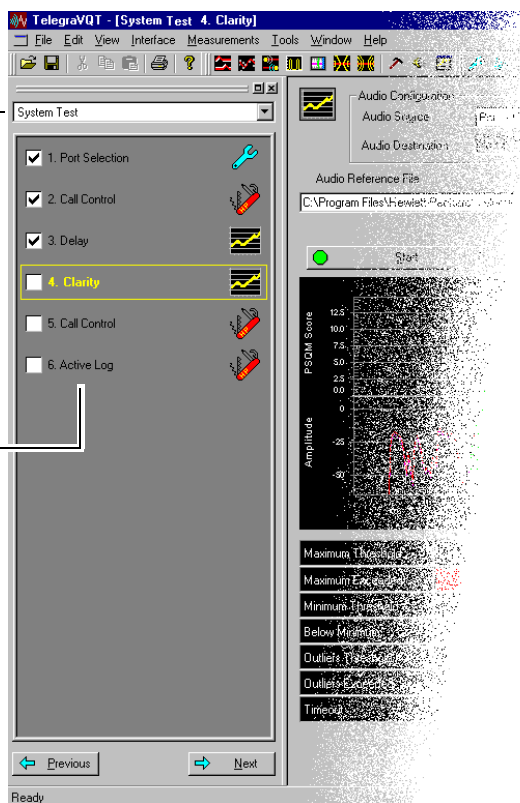 TelegraVQT - [System Test 4. Clarity]
File Edit View Interface Measurements Tools Window Help
System Test
1. Port Selection
2. Call Control
3. Delay
4. Clarity
5. Call Control
6. Active Log
Previous
Next
Ready
Audio Configuration
Audio Source
Audio Destination
Audio Reference File
C:\Program Files\Hewlett-Packard
Start
PSQM Score
12.5
10.0
7.5
5.0
2.5
0.0
Amplitude
0
-25
-50
Maximum Threshold
Maximum Exceeded
Minimum Threshold
Below Minimum
Outliers Threshold
Outliers Exceeded
Timeout